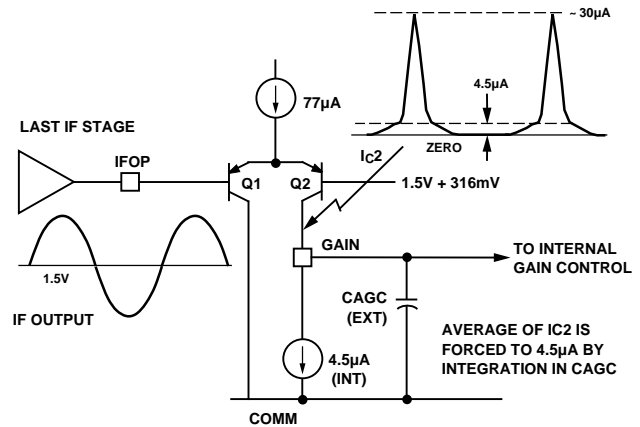 ~ 30µA
4.5µA
ZERO
77µA
LAST IF STAGE
IFOP
Q1
Q2
IC2
1.5V + 316mV
GAIN
TO INTERNAL
GAIN CONTROL
1.5V
IF OUTPUT
CAGC
(EXT)
4.5µA
(INT)
AVERAGE OF IC2 IS
FORCED TO 4.5µA BY
INTEGRATION IN CAGC
COMM